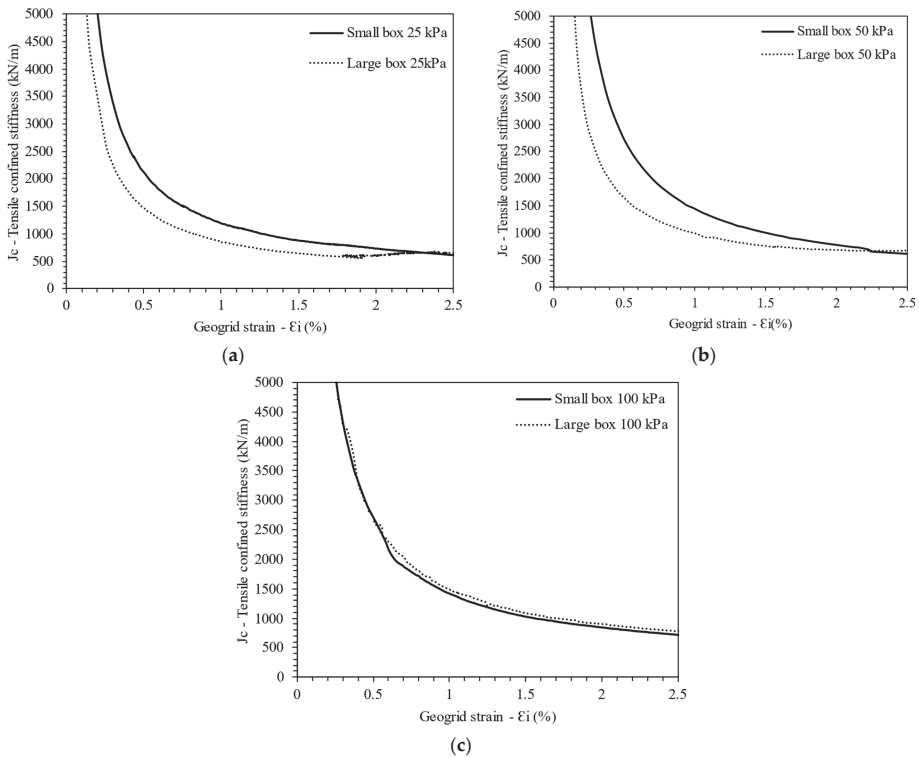 Jc - Tensile confined stiffness (kN/m)
5000
4500
4000
3500
3000
2500
2000
1500
1000
500
0
Small box 25 kPa
Large box 25kPa
0 0.5 1 1.5 2 2.5
Geogrid strain - Ɛi (%)
(a)
Jc - Tensile confined stiffness (kN/m)
5000
4500
4000
3500
3000
2500
2000
1500
1000
500
0
Small box 50 kPa
Large box 50 kPa
0 0.5 1 1.5 2 2.5
Geogrid strain - Ɛi(%)
(b)
Jc - Tensile confined stiffness (kN/m)
5000
4500
4000
3500
3000
2500
2000
1500
1000
500
0
Small box 100 kPa
Large box 100 kPa
0 0.5 1 1.5 2 2.5
Geogrid strain - Ɛi (%)
(c)